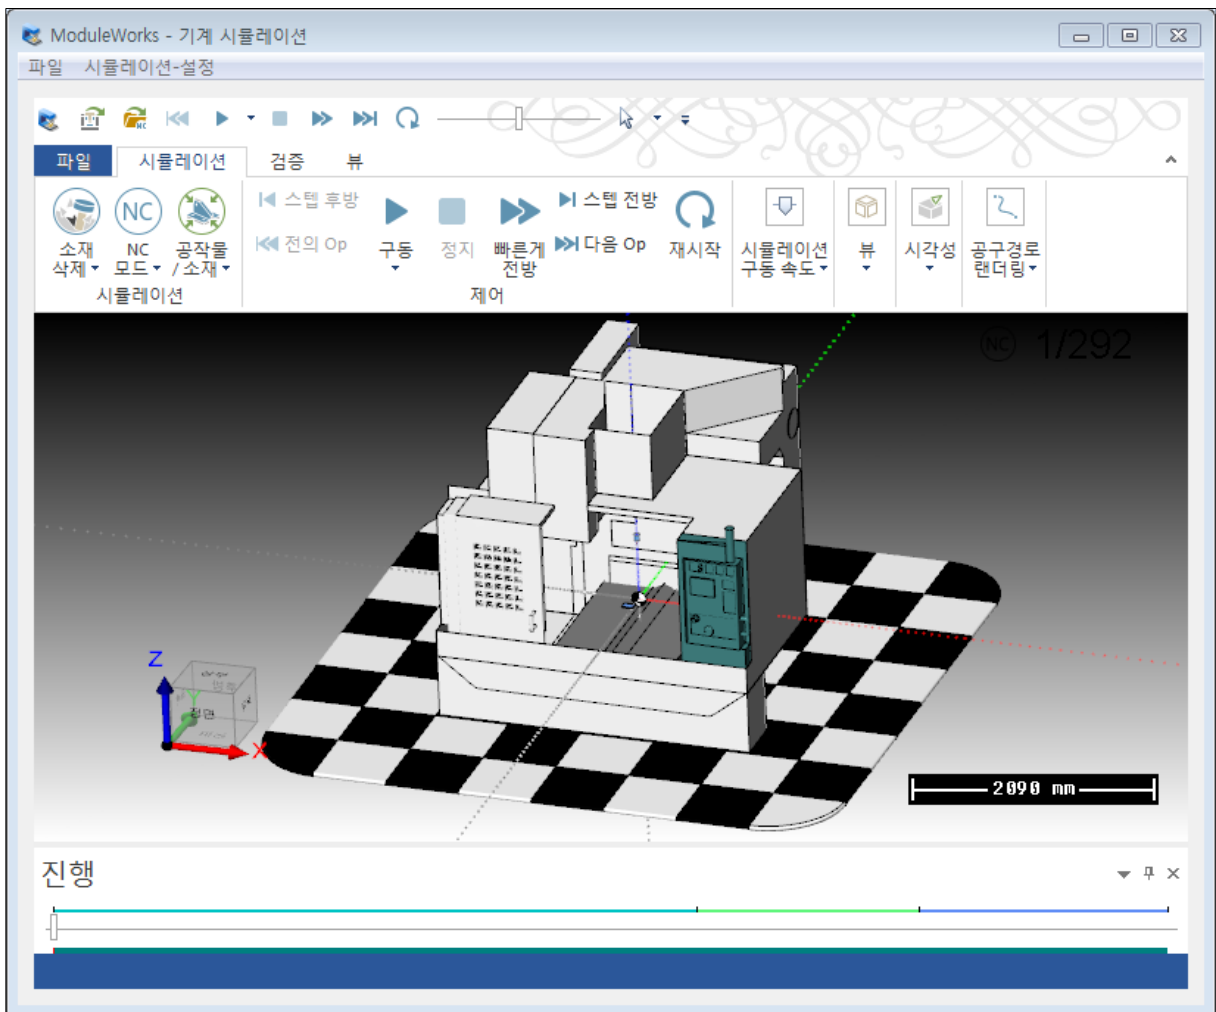 ModuleWorks - 기계 시뮬레이션
파일 시뮬레이션-설정
NC
파일 시뮬레이션 검증 뷰
NC
소재 삭제
NC 모드
공작물 /소재
시뮬레이션
스텝 후방
전의 Op
구동
정지
빠른게 전방
스텝 전방
다음 Op
재시작
제어
시뮬레이션 구동 속도
뷰
시각성
공구경로 랜더링
NC 1/292
Z
Y
정면
X
2090 mm
진행